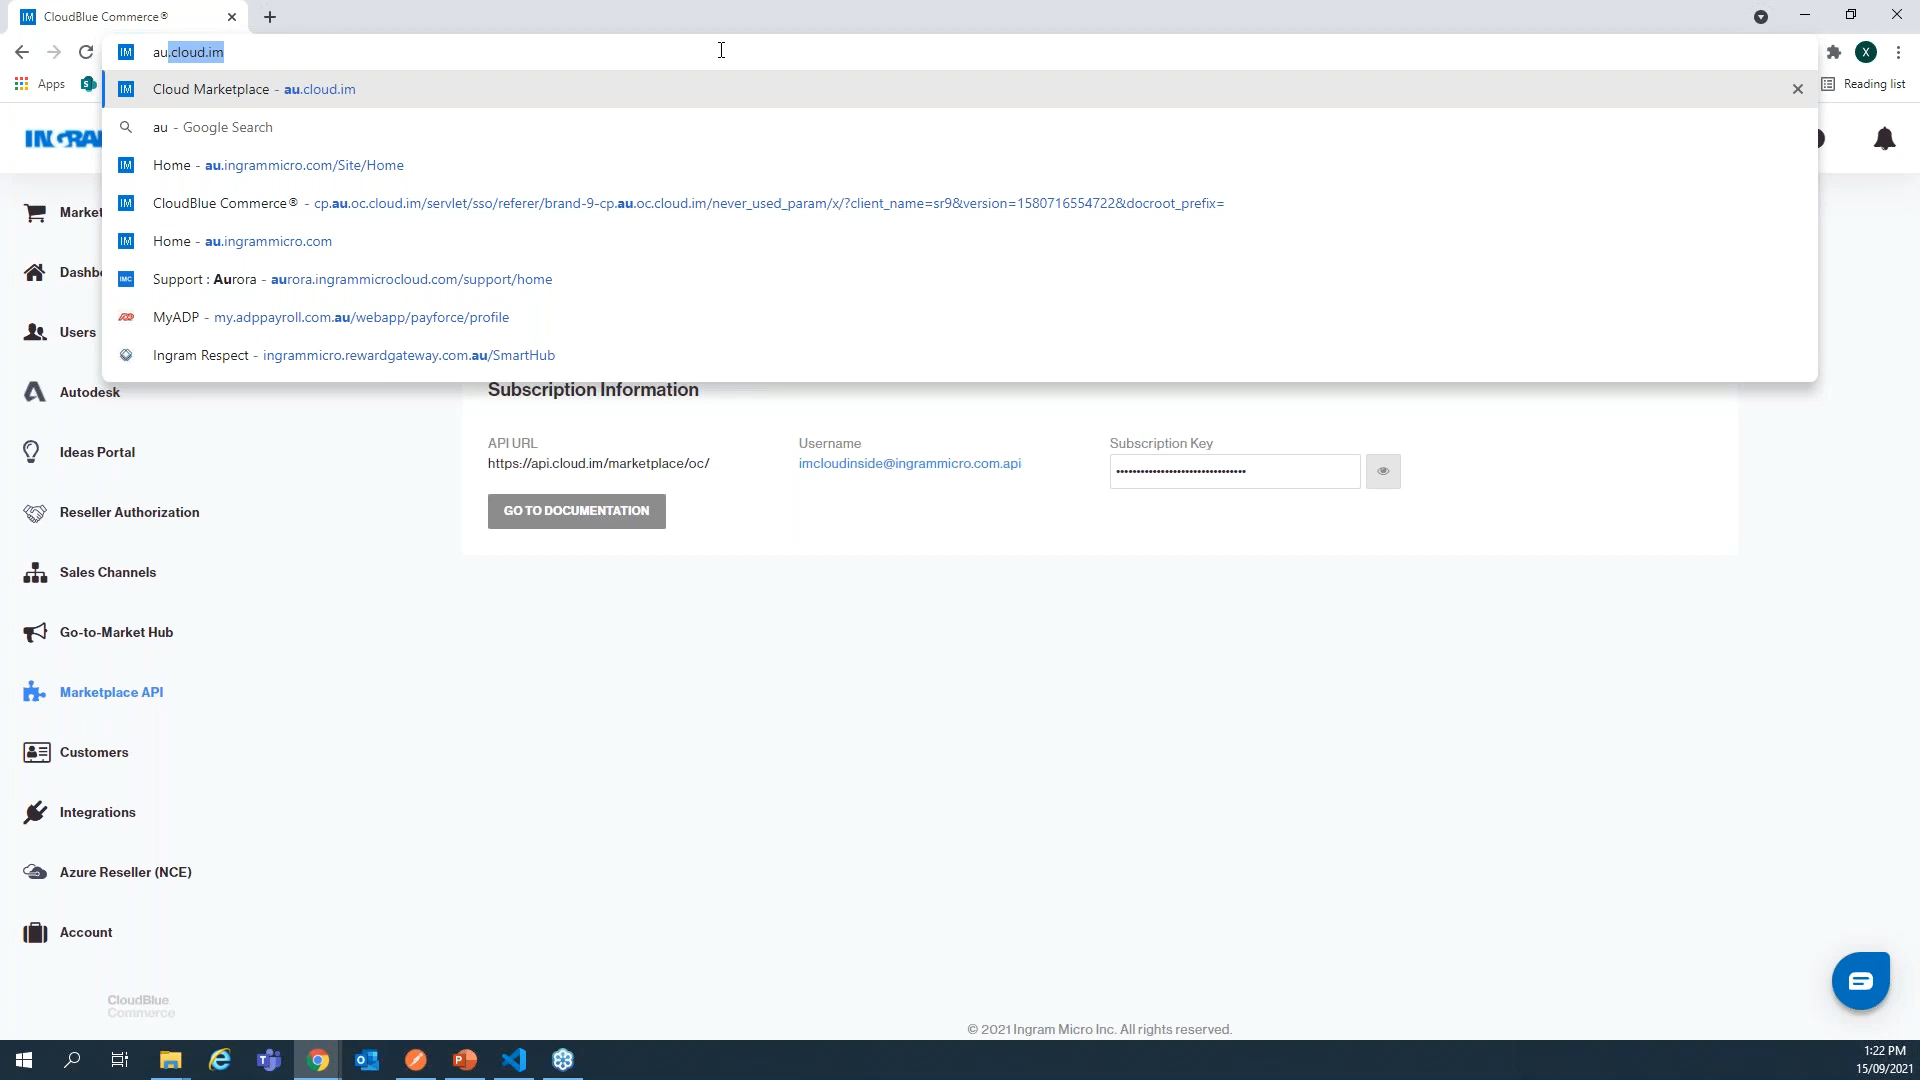 CloudBlue Commerce®
au.cloud.im
Cloud Marketplace - au.cloud.im
au - Google Search
Home - au.ingrammicro.com/Site/Home
CloudBlue Commerce® - cp.au.oc.cloud.im/servlet/sso/referer/brand-9-cp.au.oc.cloud.im/never_used_param/x/?client_name=sr9&version=1580716554722&docroot_prefix=
Home - au.ingrammicro.com
Support : Aurora - aurora.ingrammicrocloud.com/support/home
MyADP - my.adppayroll.com.au/webapp/payforce/profile
Ingram Respect - ingrammicro.rewardgateway.com.au/SmartHub
X
Apps
Reading list
INGRA
Market
Dashbo
Users
Autodesk
Ideas Portal
Reseller Authorization
Sales Channels
Go-to-Market Hub
Marketplace API
Customers
Integrations
Azure Reseller (NCE)
Account
CloudBlue
Commerce
Subscription Information
API URL
https://api.cloud.im/marketplace/oc/
Username
imcloudinside@ingrammicro.com.api
Subscription Key
GO TO DOCUMENTATION
© 2021 Ingram Micro Inc. All rights reserved.
1:22 PM
15/09/2021